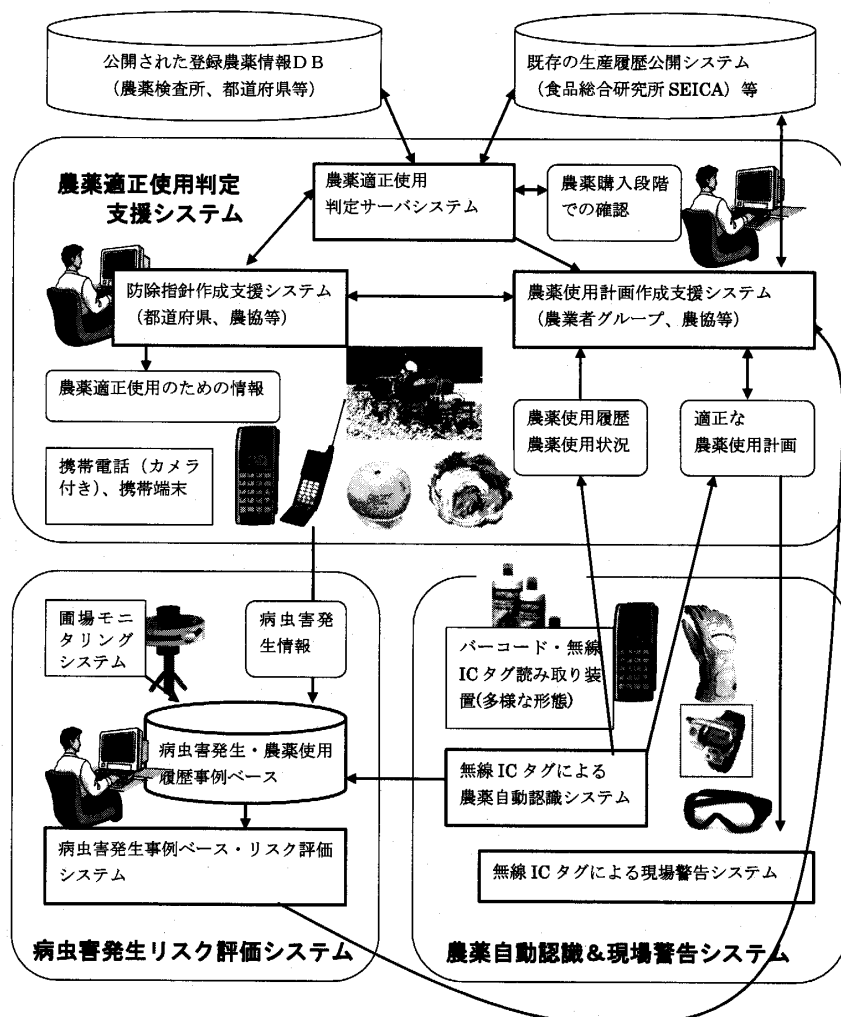 公開された登録農薬情報DB
（農薬検査所、都道府県等）
既存の生産履歴公開システム
（食品総合研究所 SEICA）等
農薬適正使用判定
支援システム
農薬適正使用
判定サーバシステム
農薬購入段階
での確認
防除指針作成支援システム
（都道府県、農協等）
農薬使用計画作成支援システム
（農業者グループ、農協等）
農薬適正使用のための情報
農薬使用履歴
農薬使用状況
適正な
農薬使用計画
携帯電話（カメラ
付き）、携帯端末
圃場モニ
タリング
システム
病虫害発
生情報
バーコード・無線
IC タグ読み取り装
置(多様な形態)
病虫害発生・農薬使用
履歴事例ベース
無線 IC タグによる
農薬自動認識システム
病虫害発生事例ベース・リスク評価
システム
無線 IC タグによる現場警告システム
病虫害発生リスク評価システム
農薬自動認識＆現場警告システム